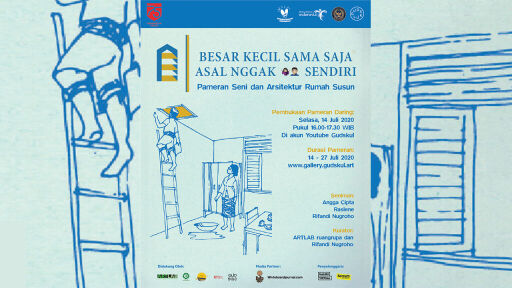 BESAR KECIL SAMA SAJA
ASAL NGGAK SENDIRI
Pameran Seni dan Arsitektur Rumah Susun
Pembukaan Pameran Daring:
Selasa, 14 Juli 2020
Pukul 16.00-17.30 WIB
Di akun Youtube Gudskul
Durasi Pameran:
14 - 27 Juli 2020
www.gallery.gudskul.art
Seniman:
Angga Cipta
Raslene
Rifandi Nugroho
Kurator:
ARTLAB ruangrupa dan
Rifandi Nugroho
Didukung Oleh:
Media Partner:
Penyelenggara: